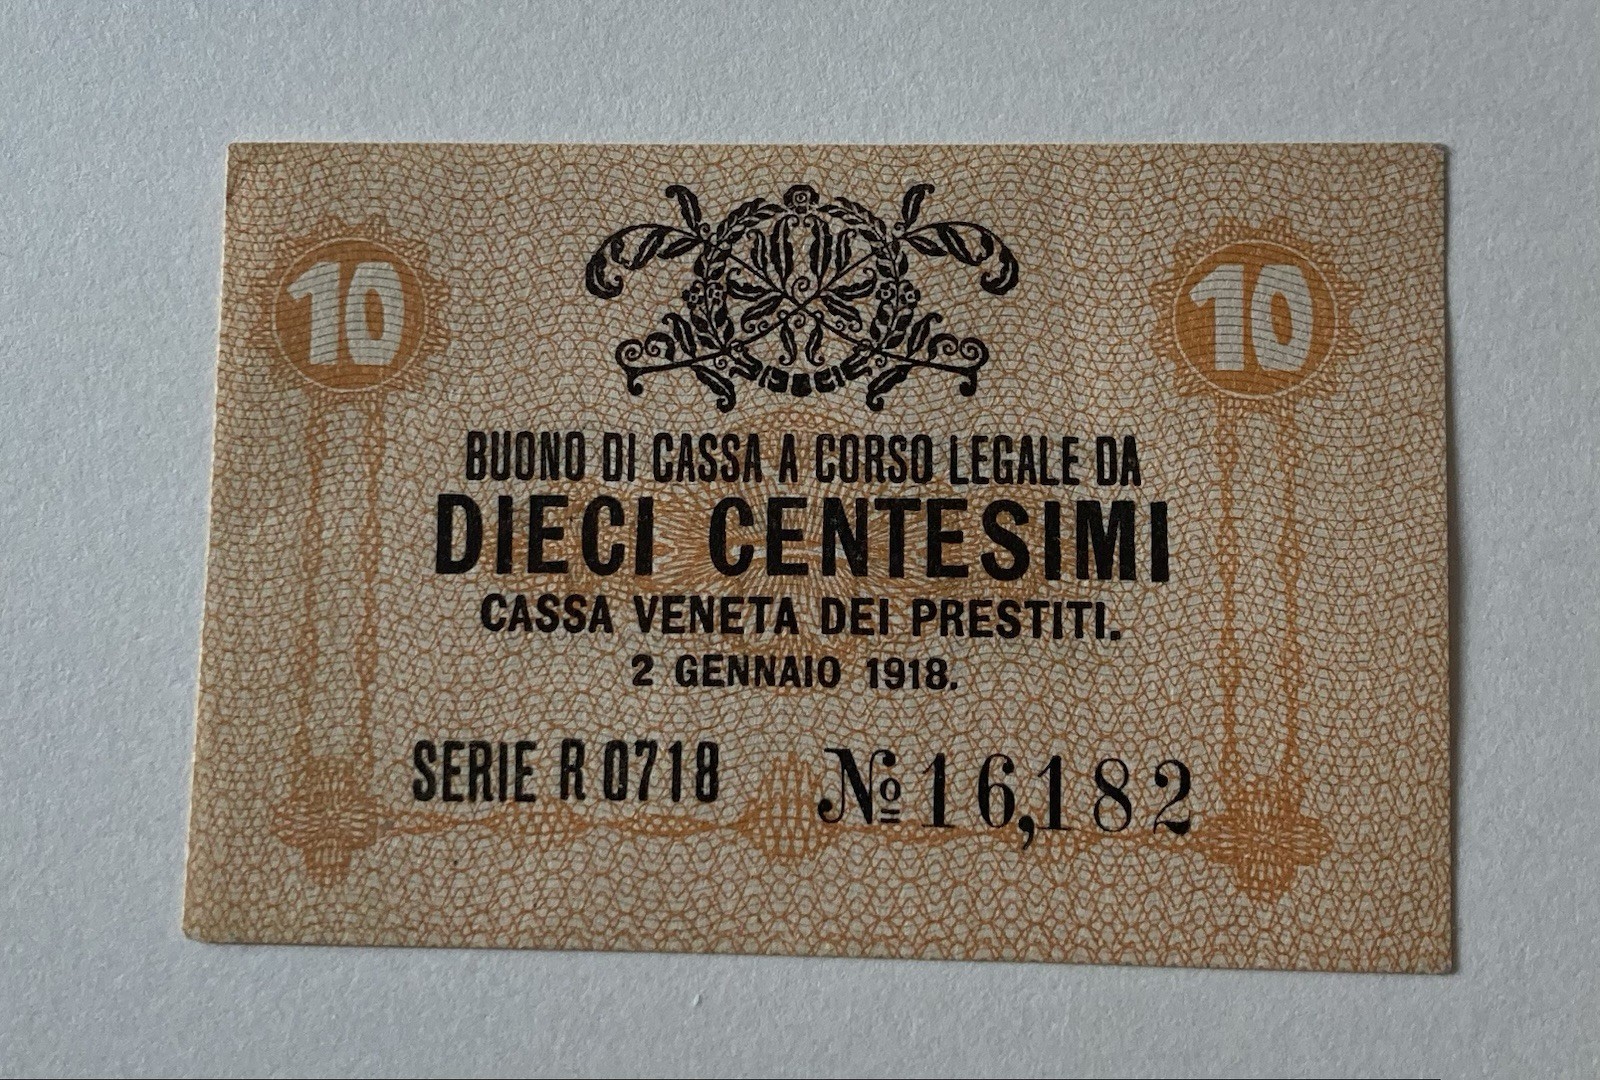 10 10
BUONO DI CASSA A CORSO LEGALE DA
DIECI CENTESIMI
CASSA VENETA DEI PRESTITI.
2 GENNAIO 1918.
SERIE R 0718 № 16,182